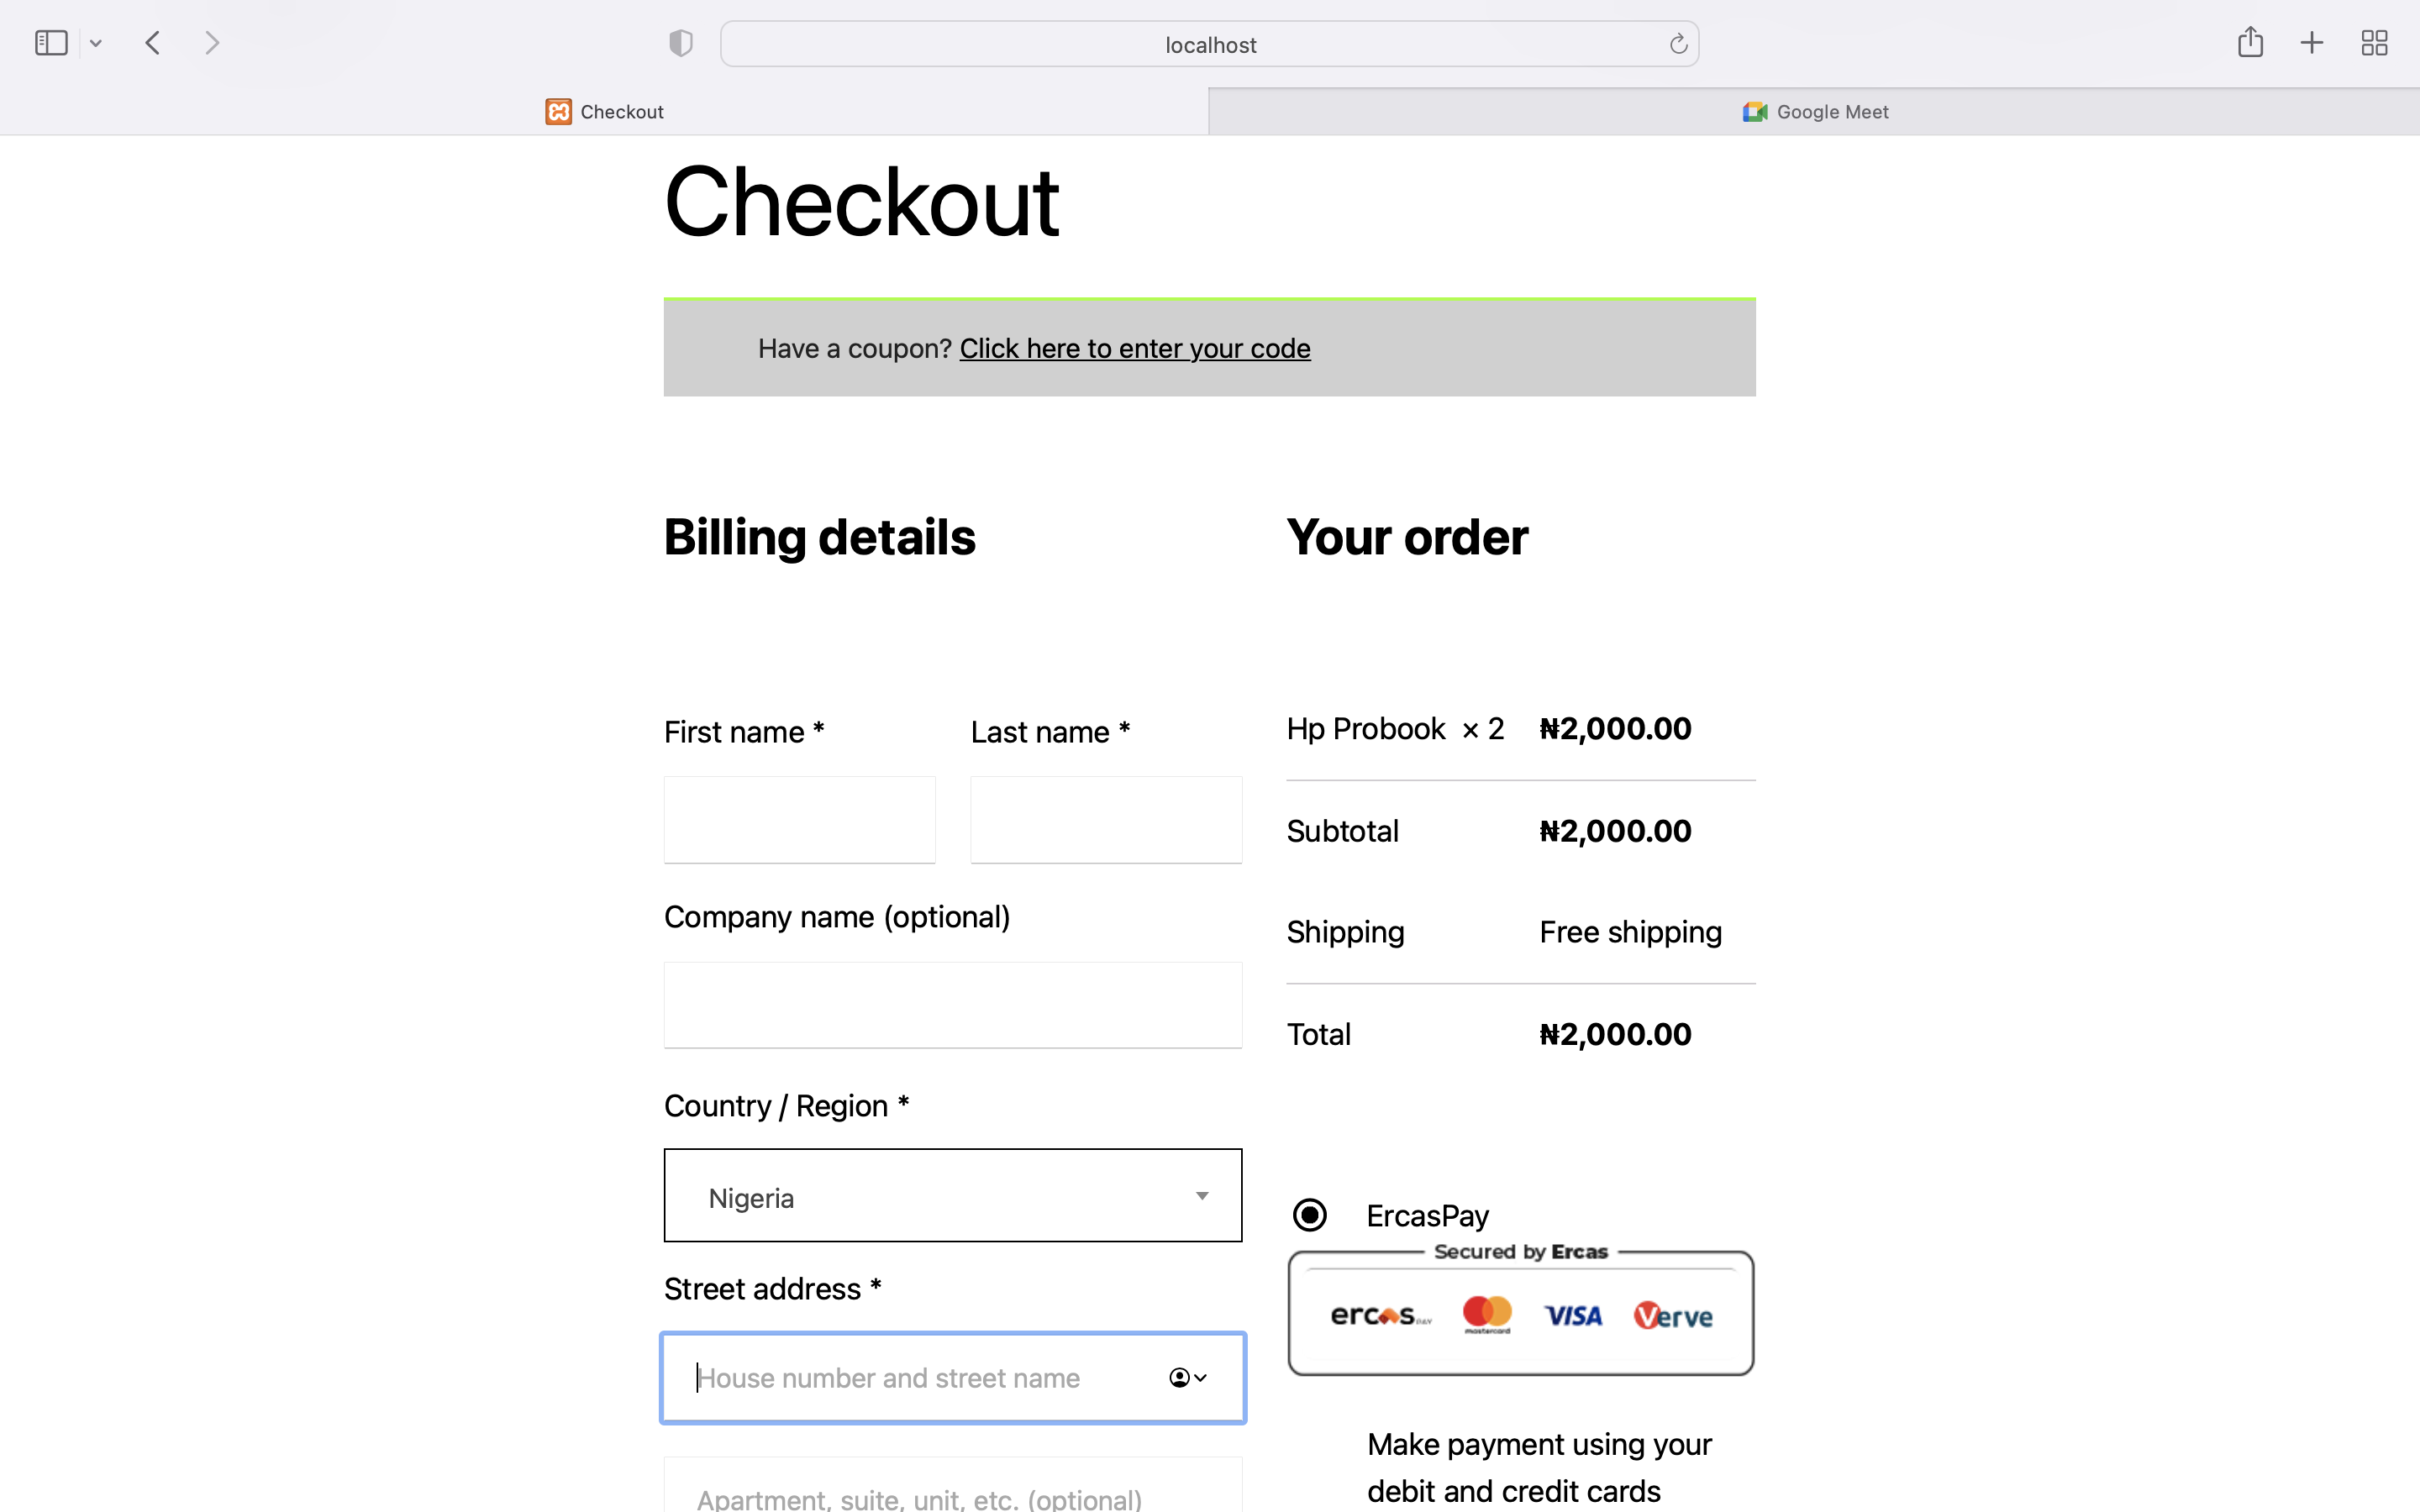 localhost
Checkout
Google Meet
Checkout
Have a coupon? Click here to enter your code
Billing details
First name *
Last name *
Company name (optional)
Country / Region *
Nigeria
Street address *
House number and street name
Apartment, suite, unit, etc. (optional)
Your order
Hp Probook × 2 ₦2,000.00
Subtotal ₦2,000.00
Shipping Free shipping
Total ₦2,000.00
ErcasPay
Secured by Ercas
ercas PAY mastercard VISA Verve
Make payment using your
debit and credit cards